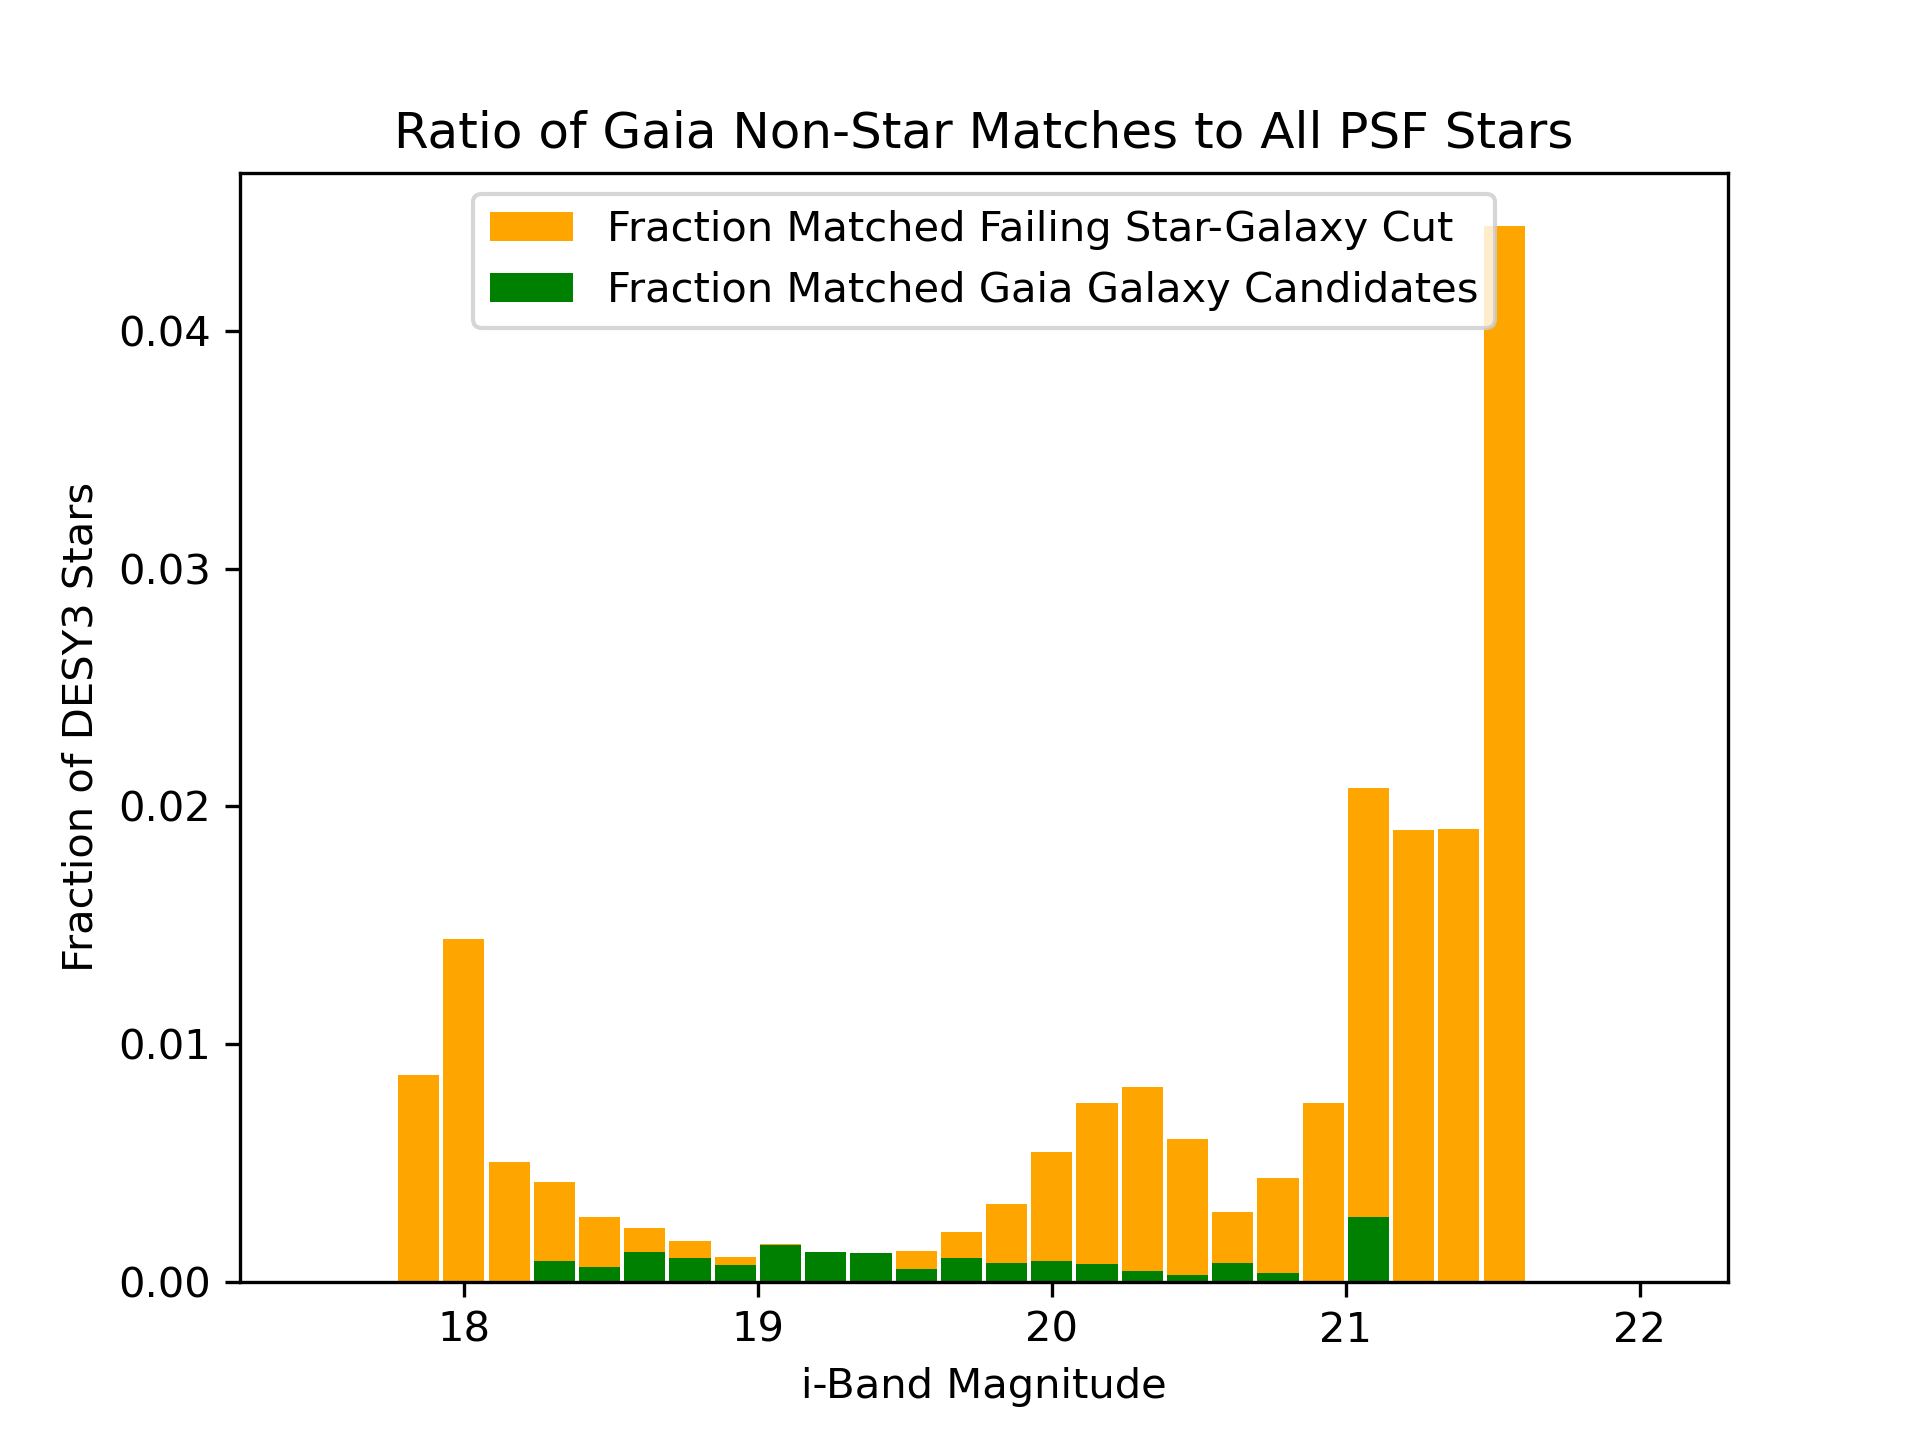 Ratio of Gaia Non-Star Matches to All PSF Stars
Fraction Matched Failing Star-Galaxy Cut
Fraction Matched Gaia Galaxy Candidates
Fraction of DESY3 Stars
0.04
0.03
0.02
0.01
0.00
18 19 20 21 22
i-Band Magnitude